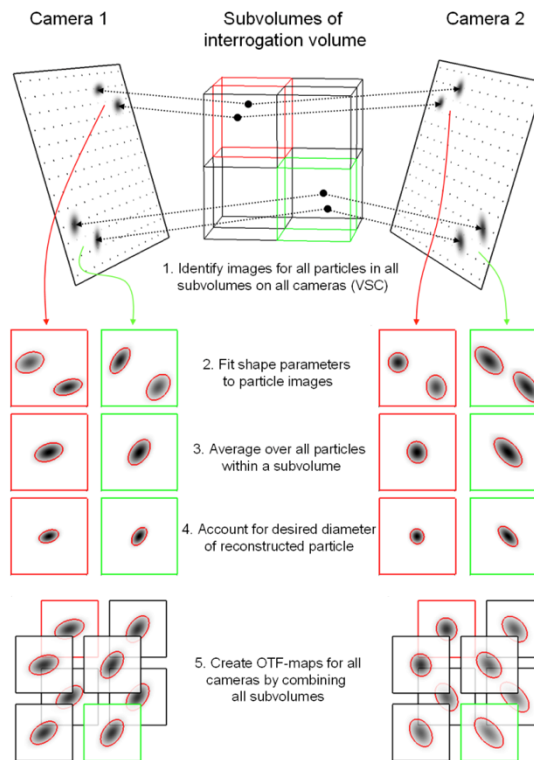 Camera 1
Subvolumes of
interrogation volume
Camera 2
1. Identify images for all particles in all
subvolumes on all cameras (VSC)
2. Fit shape parameters
to particle images
3. Average over all particles
within a subvolume
4. Account for desired diameter
of reconstructed particle
5. Create OTF-maps for all
cameras by combining
all subvolumes